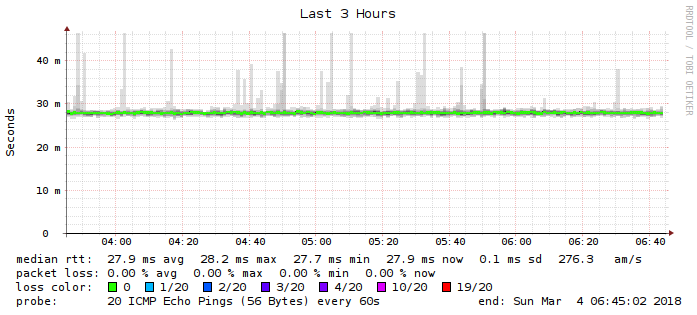 Last 3 Hours
RRDTOOL / TOBI OETIKER
Seconds
40 m
30 m
20 m
10 m
0
04:00 04:20 04:40 05:00 05:20 05:40 06:00 06:20 06:40
median rtt: 27.9 ms avg 28.2 ms max 27.7 ms min 27.9 ms now 0.1 ms sd 276.3 am/s
packet loss: 0.00 % avg 0.00 % max 0.00 % min 0.00 % now
loss color: 0 1/20 2/20 3/20 4/20 10/20 19/20
probe: 20 ICMP Echo Pings (56 Bytes) every 60s end: Sun Mar 4 06:45:02 2018